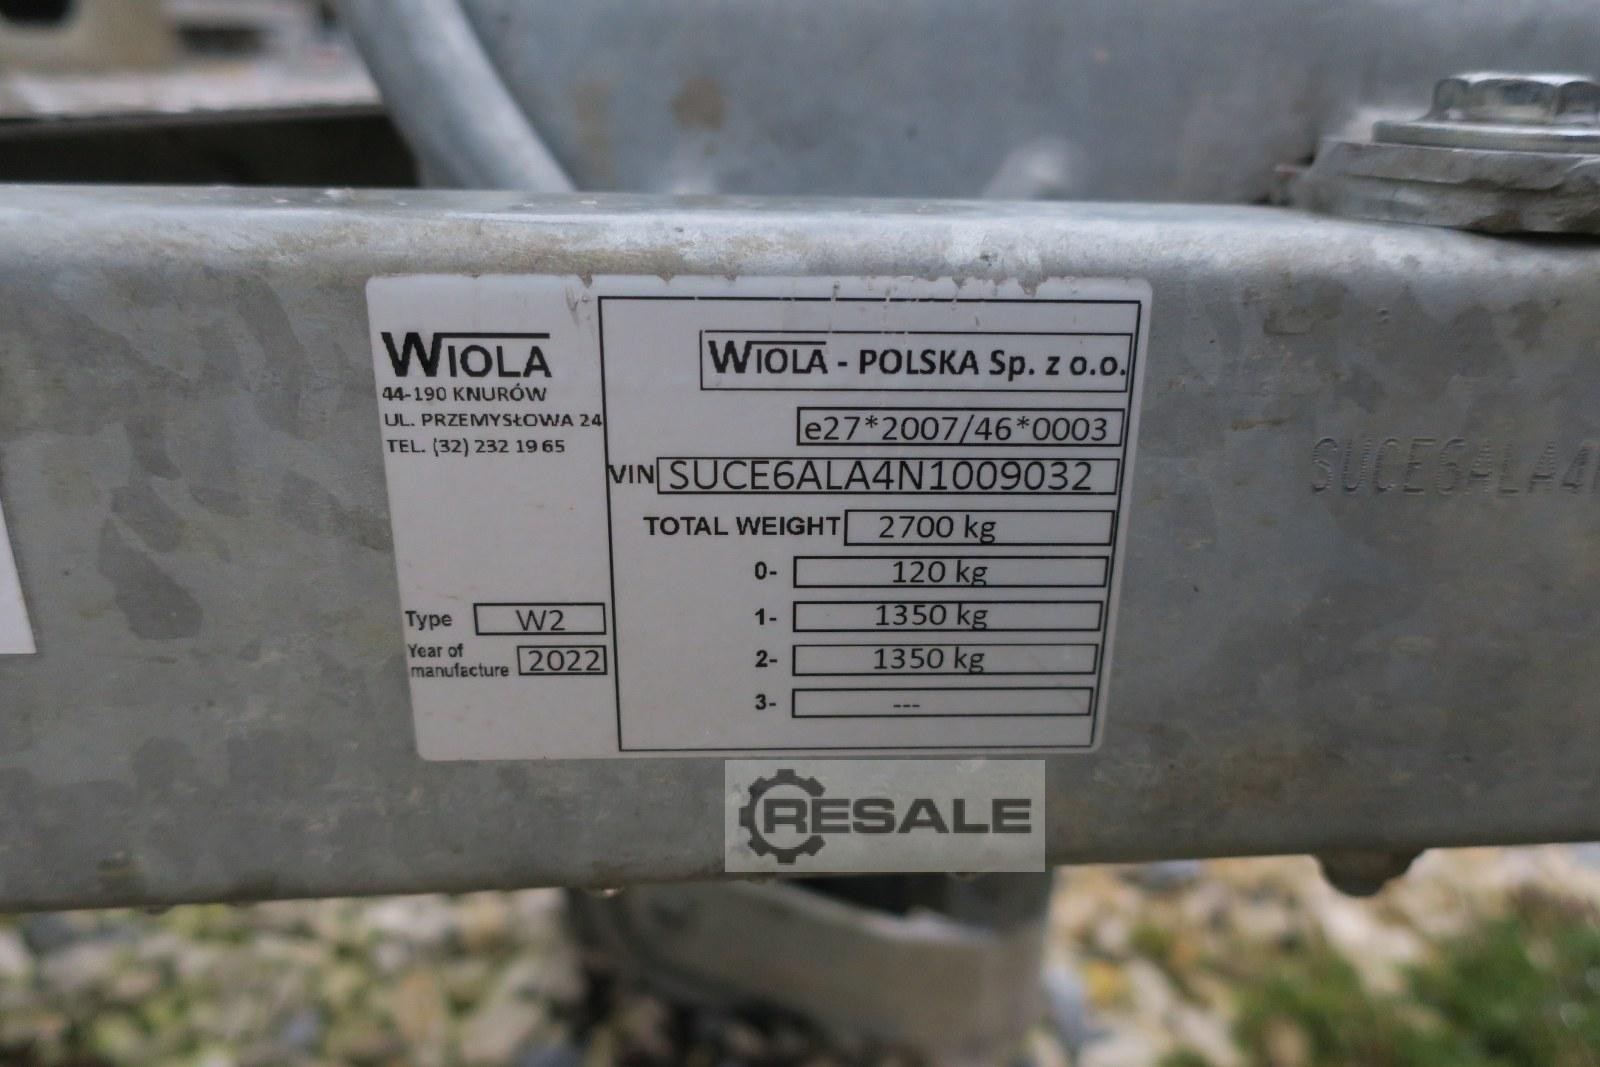 WIOLA
44-190 KNURÓW
UL. PRZEMYSŁOWA 24
TEL. (32) 232 19 65
Type W2
Year of
manufacture 2022
WIOLA - POLSKA Sp. z o.o.
e27*2007/46*0003
VIN SUCE6ALA4N1009032
TOTAL WEIGHT 2700 kg
0- 120 kg
1- 1350 kg
2- 1350 kg
3- ---
SUCE6ALA4
RESALE